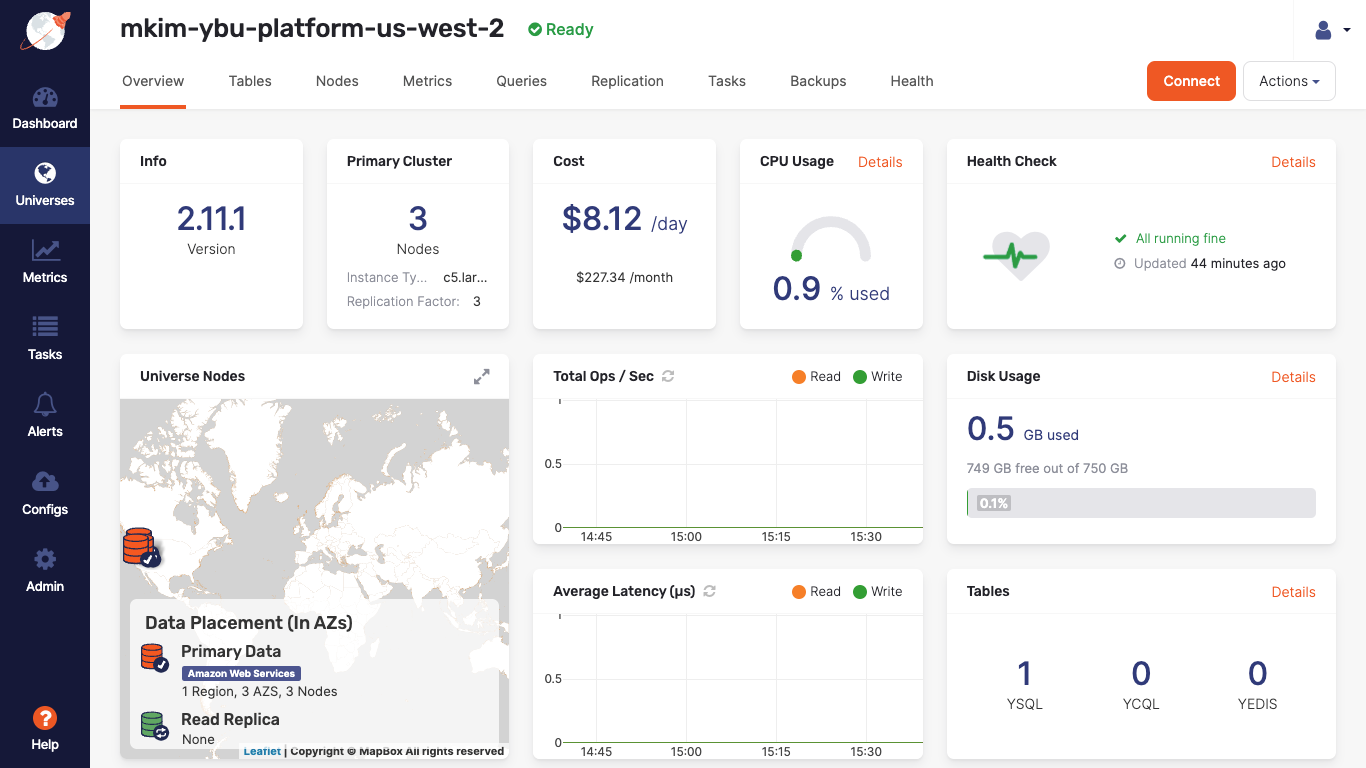 mkim-ybu-platform-us-west-2 Ready
Overview Tables Nodes Metrics Queries Replication Tasks Backups Health
Connect Actions
Dashboard
Universes
Metrics
Tasks
Alerts
Configs
Admin
?
Help
Info
2.11.1
Version
Primary Cluster
3
Nodes
Instance Ty... c5.lar...
Replication Factor: 3
Cost
$8.12 /day
$227.34 /month
CPU Usage Details
0.9 % used
Health Check Details
All running fine
Updated 44 minutes ago
Universe Nodes
Data Placement (In AZs)
Primary Data
Amazon Web Services
1 Region, 3 AZS, 3 Nodes
Read Replica
None
Leaflet | Copyright © MapBox All rights reserved
Total Ops / Sec Read Write
1
0.5
0
14:45 15:00 15:15 15:30
Disk Usage Details
0.5 GB used
749 GB free out of 750 GB
0.1%
Average Latency (µs) Read Write
1
0.5
0
14:45 15:00 15:15 15:30
Tables Details
1 0 0
YSQL YCQL YEDIS